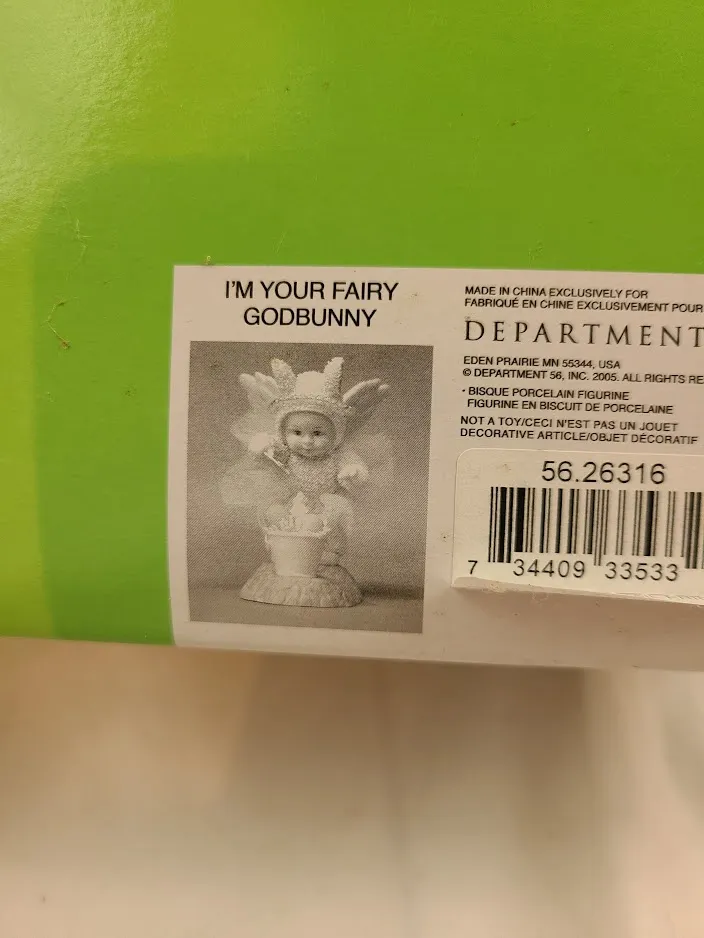 I'M YOUR FAIRY
GODBUNNY
MADE IN CHINA EXCLUSIVELY FOR
FABRIQUÉ EN CHINE EXCLUSIVEMENT POUR
DEPARTMENT
EDEN PRAIRIE MN 55344, USA
© DEPARTMENT 56, INC. 2005. ALL RIGHTS RE
• BISQUE PORCELAIN FIGURINE
FIGURINE EN BISCUIT DE PORCELAINE
NOT A TOY/CECI N'EST PAS UN JOUET
DECORATIVE ARTICLE/OBJET DÉCORATIF
56.26316
7 34409 33533